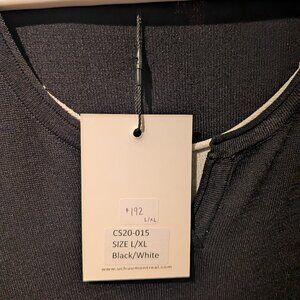 $192
L/XL
CS20-015
SIZE L/XL
Black/White